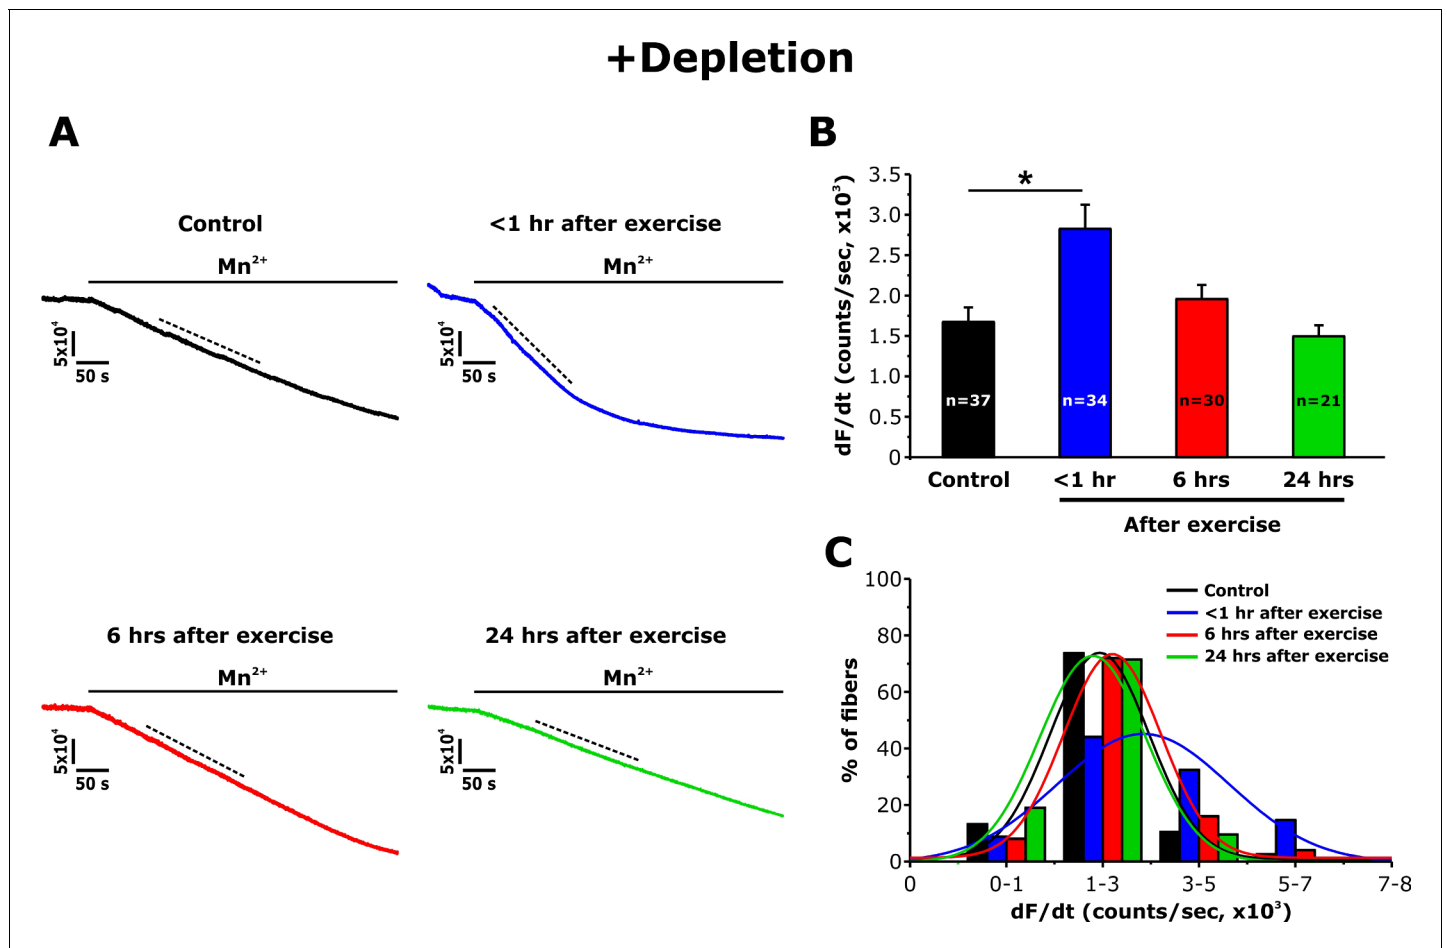 +Depletion
A
Control
Mn²⁺
5x10⁴
50 s
<1 hr after exercise
Mn²⁺
5x10⁴
50 s
6 hrs after exercise
Mn²⁺
5x10⁴
50 s
24 hrs after exercise
Mn²⁺
5x10⁴
50 s
B
dF/dt (counts/sec, x10³)
3.5
3.0
2.5
2.0
1.5
1.0
0.5
0
*
n=37
n=34
n=30
n=21
Control
<1 hr
6 hrs
24 hrs
After exercise
C
% of fibers
100
80
60
40
20
0
Control
<1 hr after exercise
6 hrs after exercise
24 hrs after exercise
0
0-1
1-3
3-5
5-7
7-8
dF/dt (counts/sec, x10³)